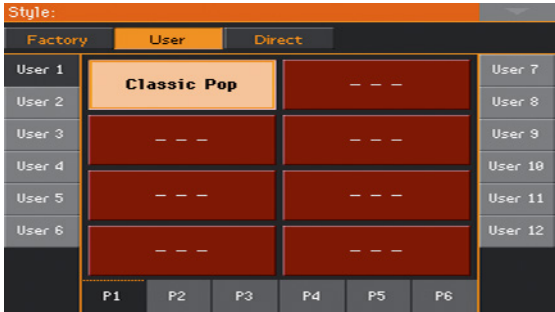 Style:
Factory User Direct
User 1
User 2
User 3
User 4
User 5
User 6
Classic Pop - - -
- - - - - -
- - - - - -
- - - - - -
User 7
User 8
User 9
User 10
User 11
User 12
P1 P2 P3 P4 P5 P6